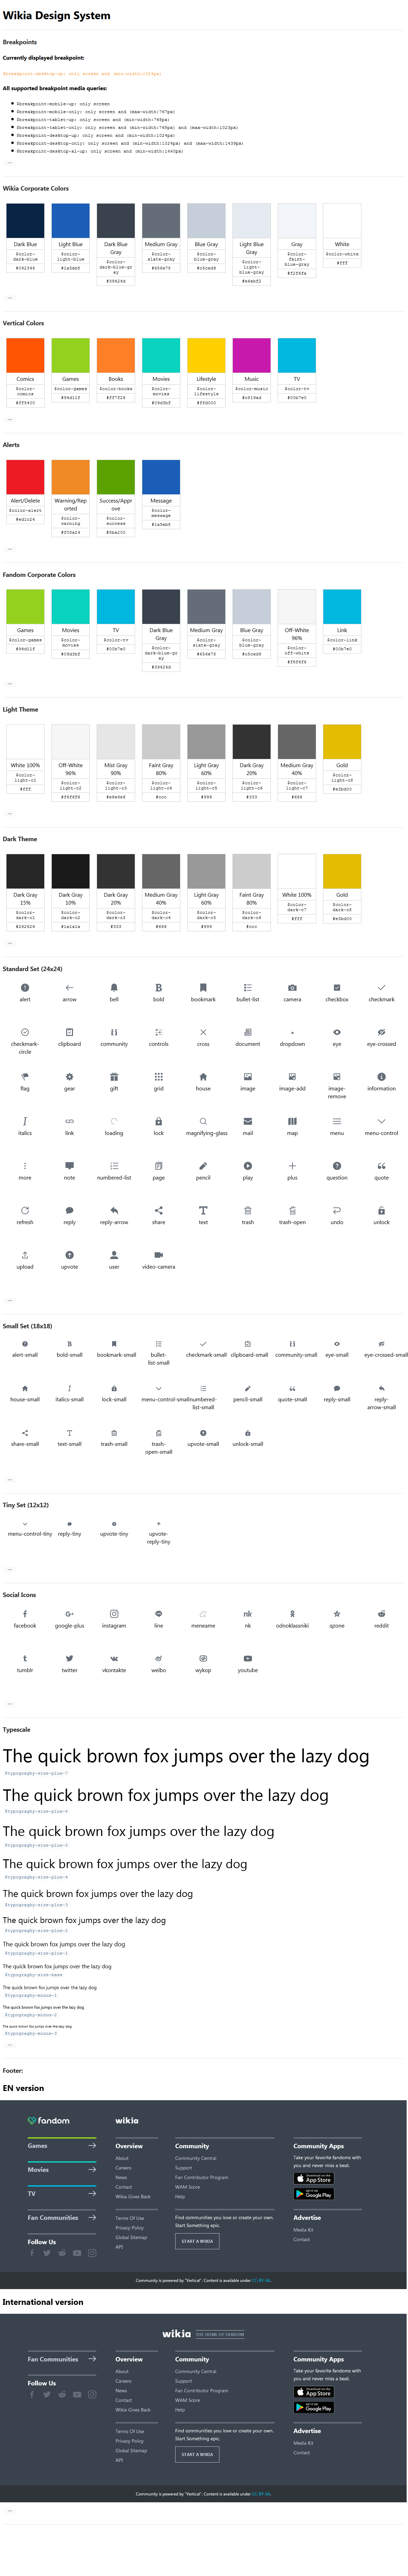 Wikia Design System
Breakpoints
Currently displayed breakpoint:
$breakpoint-desktop-up: only screen and (min-width:1024px)
All supported breakpoint media queries:
$breakpoint-mobile-up: only screen
$breakpoint-mobile-only: only screen and (max-width:767px)
$breakpoint-tablet-up: only screen and (min-width:768px)
$breakpoint-tablet-only: only screen and (min-width:768px) and (max-width:1023px)
$breakpoint-desktop-up: only screen and (min-width:1024px)
$breakpoint-desktop-only: only screen and (min-width:1024px) and (max-width:1439px)
$breakpoint-desktop-xl-up: only screen and (min-width:1440px)
Wikia Corporate Colors
Dark Blue Light Blue Dark Blue Gray Medium Gray Blue Gray Light Blue Gray Gray White
$color-dark-blue $color-light-blue $color-dark-blue-gray $color-slate-gray $color-blue-gray $color-light-blue-gray $color-faint-blue-gray $color-white
#092344 #1a5eb8 #39424d #656e78 #c5ced9 #e6ebf2 #f2f6fa #fff
Vertical Colors
Comics Games Books Movies Lifestyle Music TV
$color-comics $color-games $color-books $color-movies $color-lifestyle $color-music $color-tv
#ff5400 #94d11f #ff7f26 #09d3bf #ffd000 #c819ad #00b7e0
Alerts
Alert/Delete Warning/Reported Success/Approve Message
$color-alert $color-warning $color-success $color-message
#ed1c24 #f08a24 #5ba200 #1a5eb8
Fandom Corporate Colors
Games Movies TV Dark Blue Gray Medium Gray Blue Gray Off-White 96% Link
$color-games $color-movies $color-tv $color-dark-blue-gray $color-slate-gray $color-blue-gray $color-off-white $color-link
#94d11f #09d3bf #00b7e0 #39424d #656e78 #c5ced9 #f6f6f6 #00b7e0
Light Theme
White 100% Off-White 96% Mist Gray 90% Faint Gray 80% Light Gray 60% Dark Gray 20% Medium Gray 40% Gold
$color-light-c1 $color-light-c2 $color-light-c3 $color-light-c4 $color-light-c5 $color-light-c6 $color-light-c7 $color-light-c8
#fff #f6f6f6 #e6e6e6 #ccc #999 #333 #666 #e3bd00
Dark Theme
Dark Gray 15% Dark Gray 10% Dark Gray 20% Medium Gray 40% Light Gray 60% Faint Gray 80% White 100% Gold
$color-dark-c1 $color-dark-c2 $color-dark-c3 $color-dark-c4 $color-dark-c5 $color-dark-c6 $color-dark-c7 $color-dark-c8
#262626 #1a1a1a #333 #666 #999 #ccc #fff #e3bd00
Standard Set (24x24)
alert arrow bell bold bookmark bullet-list camera checkbox checkmark
checkmark-circle clipboard community controls cross document dropdown eye eye-crossed
flag gear gift grid house image image-add image-remove information
italics link loading lock magnifying-glass mail map menu menu-control
more note numbered-list page pencil play plus question quote
refresh reply reply-arrow share text trash trash-open undo unlock
upload upvote user video-camera
Small Set (18x18)
alert-small bold-small bookmark-small bullet-list-small checkmark-small clipboard-small community-small eye-small eye-crossed-small
house-small italics-small lock-small menu-control-small numbered-list-small pencil-small quote-small reply-small reply-arrow-small
share-small text-small trash-small trash-open-small upvote-small unlock-small
Tiny Set (12x12)
menu-control-tiny reply-tiny upvote-tiny upvote-reply-tiny
Social Icons
facebook google-plus instagram line meneame nk odnoklassniki qzone reddit
tumblr twitter vkontakte weibo wykop youtube
Typescale
The quick brown fox jumps over the lazy dog
$typography-size-plus-7
The quick brown fox jumps over the lazy dog
$typography-size-plus-6
The quick brown fox jumps over the lazy dog
$typography-size-plus-5
The quick brown fox jumps over the lazy dog
$typography-size-plus-4
The quick brown fox jumps over the lazy dog
$typography-size-plus-3
The quick brown fox jumps over the lazy dog
$typography-size-plus-2
The quick brown fox jumps over the lazy dog
$typography-size-plus-1
The quick brown fox jumps over the lazy dog
$typography-size-base
The quick brown fox jumps over the lazy dog
$typography-minus-1
The quick brown fox jumps over the lazy dog
$typography-minus-2
The quick brown fox jumps over the lazy dog
$typography-minus-3
Footer:
EN version
fandom
wikia
Games
Movies
TV
Fan Communities
Follow Us
Overview
About
Careers
News
Contact
Wikia Gives Back
Terms Of Use
Privacy Policy
Global Sitemap
API
Community
Community Central
Support
Fan Contributor Program
WAM Score
Help
Find communities you love or create your own.
Start Something epic.
START A WIKIA
Community Apps
Take your favorite fandoms with
you and never miss a beat.
Download on the
App Store
GET IT ON
Google Play
Advertise
Media Kit
Contact
Community is powered by "Vertical". Content is available under CC-BY-SA.
International version
wikia THE HOME OF FANDOM
Fan Communities
Follow Us
Overview
About
Careers
News
Contact
Wikia Gives Back
Terms Of Use
Privacy Policy
Global Sitemap
API
Community
Community Central
Support
Fan Contributor Program
WAM Score
Help
Find communities you love or create your own.
Start Something epic.
START A WIKIA
Community Apps
Take your favorite fandoms with
you and never miss a beat.
Download on the
App Store
GET IT ON
Google Play
Advertise
Media Kit
Contact
Community is powered by "Vertical". Content is available under CC-BY-SA.